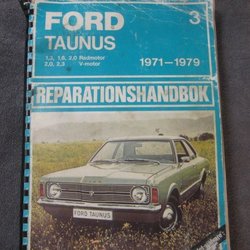 FORD 3
TAUNUS
1,3, 1,6, 2,0 Radmotor
2,0, 2,3 V-motor
1971—1979
REPARATIONSHANDBOK
FORD TAUNUS